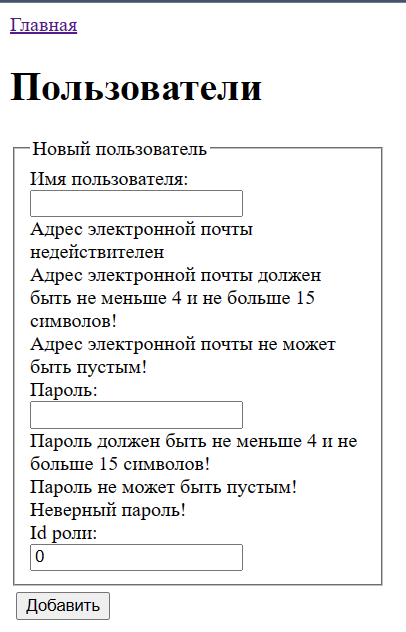 Главная
Пользователи
Новый пользователь
Имя пользователя:
Адрес электронной почты
недействителен
Адрес электронной почты должен
быть не меньше 4 и не больше 15
символов!
Адрес электронной почты не может
быть пустым!
Пароль:
Пароль должен быть не меньше 4 и не
больше 15 символов!
Пароль не может быть пустым!
Неверный пароль!
Id роли:
0
Добавить